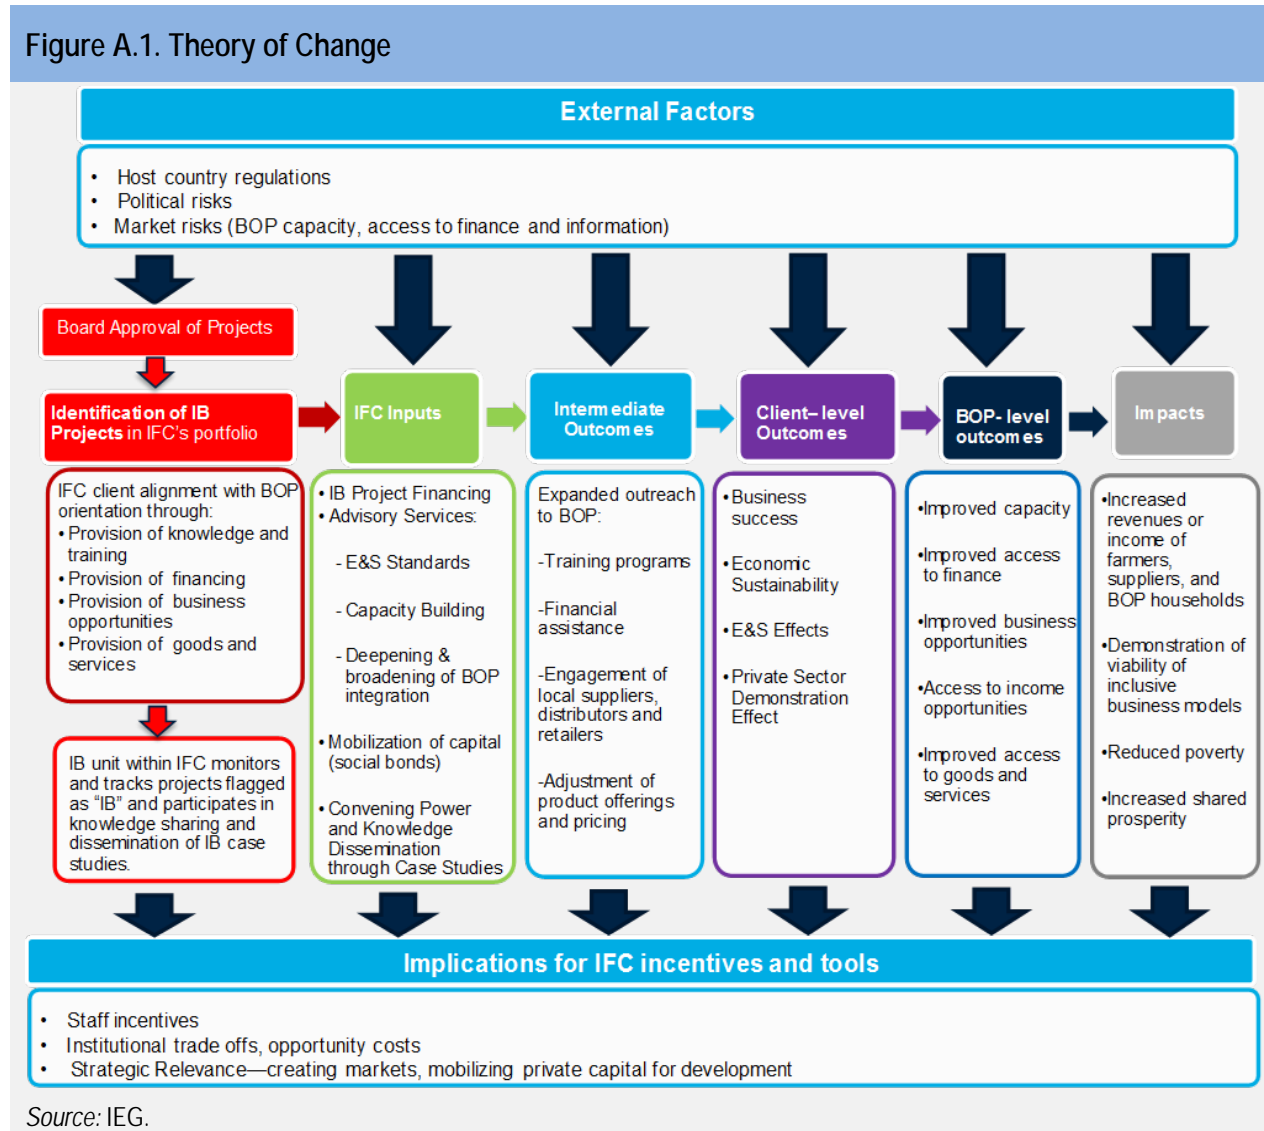 Figure A.1. Theory of Change
External Factors
• Host country regulations
• Political risks
• Market risks (BOP capacity, access to finance and information)
Board Approval of Projects
Identification of IB
Projects in IFC's portfolio
IFC client alignment with BOP
orientation through:
• Provision of knowledge and
training
• Provision of financing
• Provision of business
opportunities
• Provision of goods and
services
IB unit within IFC monitors
and tracks projects flagged
as “IB” and participates in
knowledge sharing and
dissemination of IB case
studies.
IFC Inputs
• IB Project Financing
• Advisory Services:
- E&S Standards
- Capacity Building
- Deepening &
broadening of BOP
integration
• Mobilization of capital
(social bonds)
• Convening Power
and Knowledge
Dissemination
through Case Studies
Intermediate
Outcomes
Expanded outreach
to BOP:
-Training programs
-Financial
assistance
-Engagement of
local suppliers,
distributors and
retailers
-Adjustment of
product offerings
and pricing
Client–level
Outcomes
•Business
success
•Economic
Sustainability
•E&S Effects
•Private Sector
Demonstration
Effect
BOP- level
outcomes
•Improved capacity
•Improved access
to finance
•Improved business
opportunities
•Access to income
opportunities
•Improved access
to goods and
services
Impacts
•Increased
revenues or
income of
farmers,
suppliers, and
BOP households
•Demonstration of
viability of
inclusive
business models
•Reduced poverty
•Increased shared
prosperity
Implications for IFC incentives and tools
• Staff incentives
• Institutional trade offs, opportunity costs
• Strategic Relevance—creating markets, mobilizing private capital for development
Source: IEG.